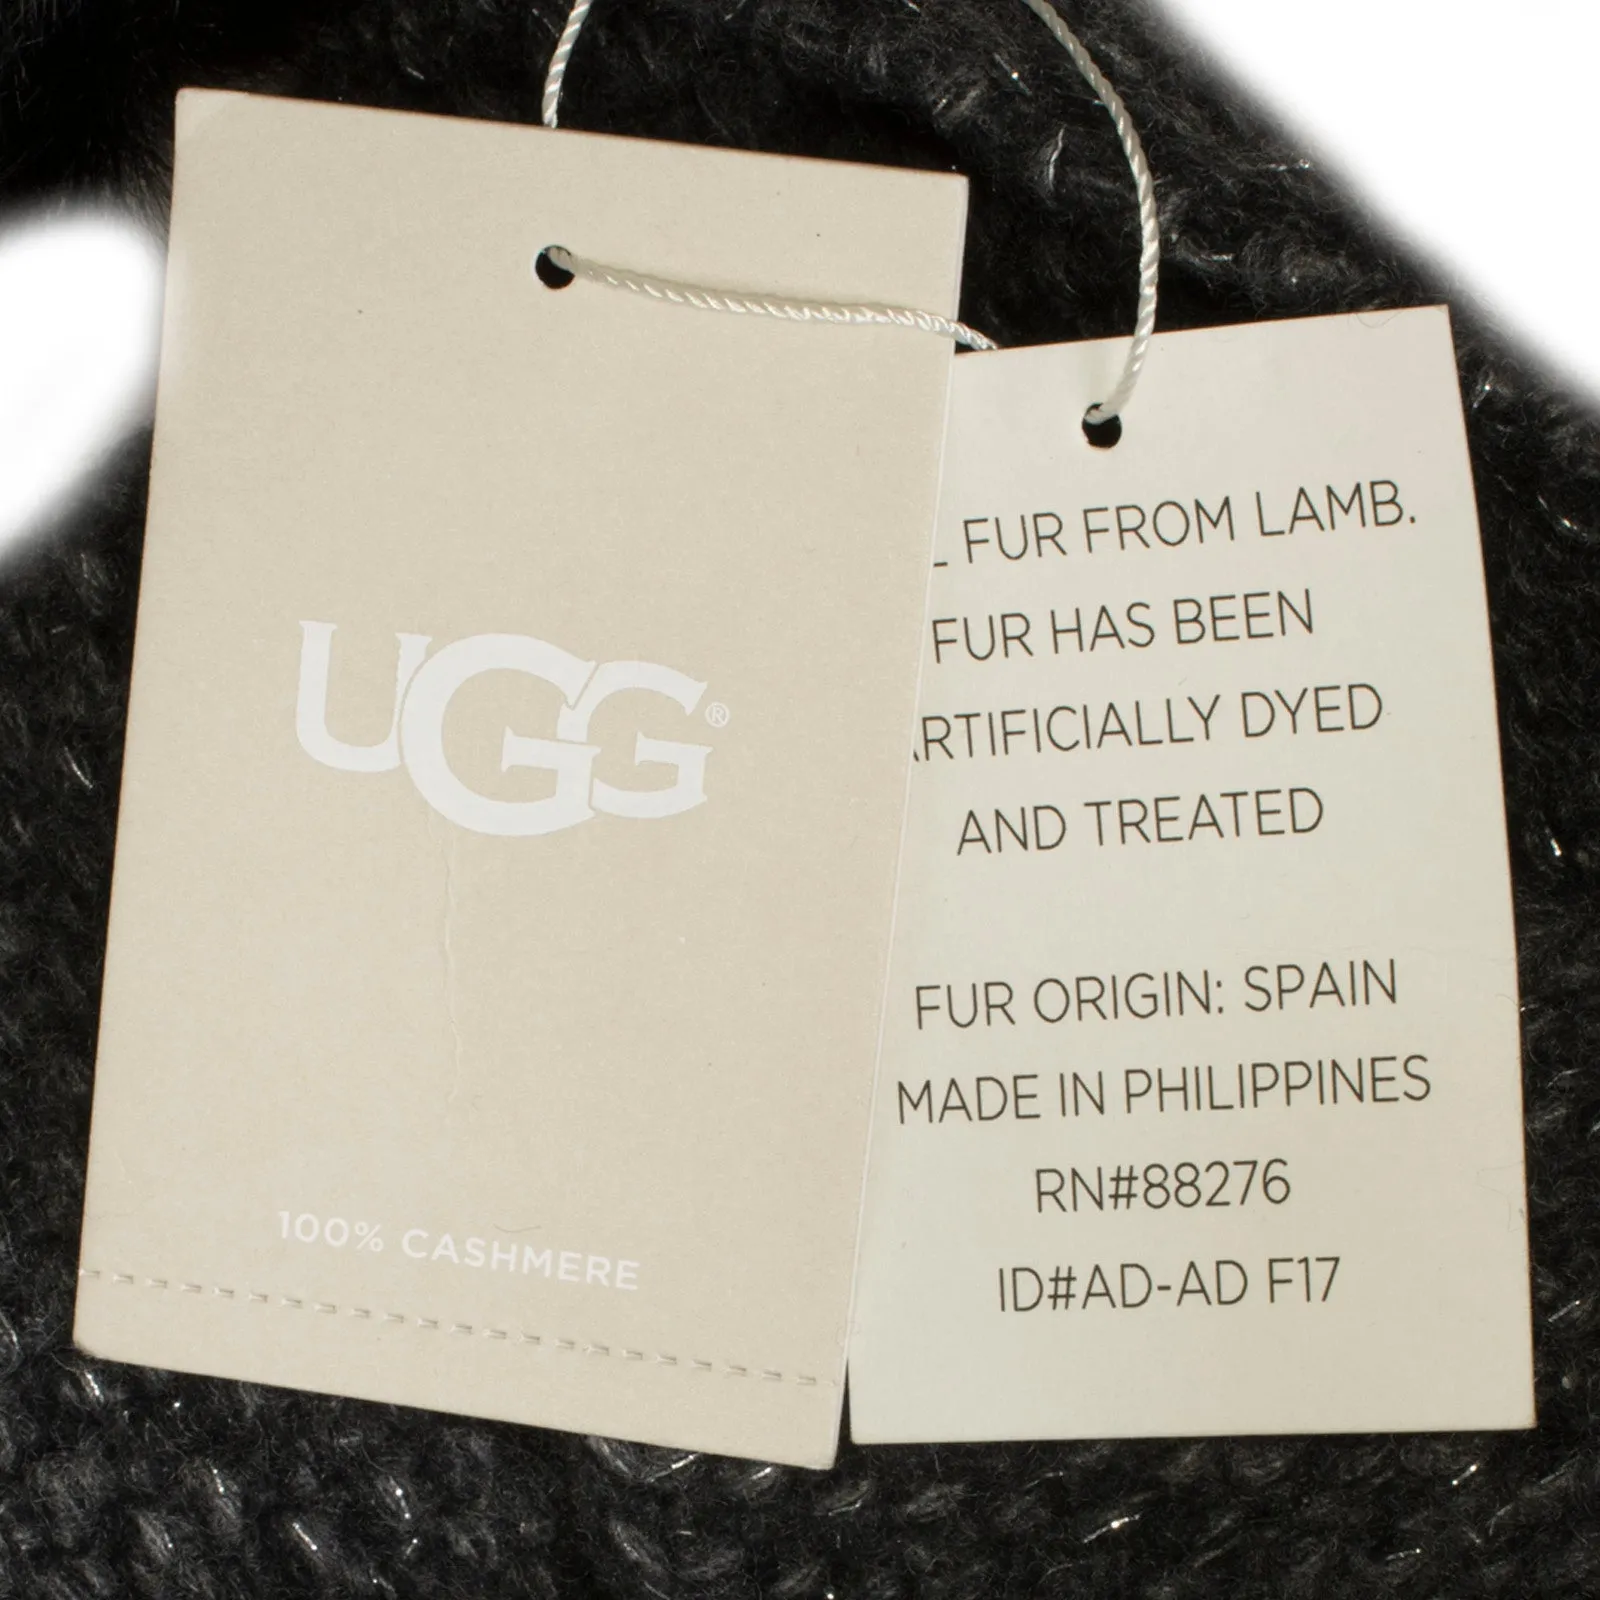 UGG®
100% CASHMERE
FUR FROM LAMB.
FUR HAS BEEN
RTIFICIALLY DYED
AND TREATED
FUR ORIGIN: SPAIN
MADE IN PHILIPPINES
RN#88276
ID#AD-AD F17